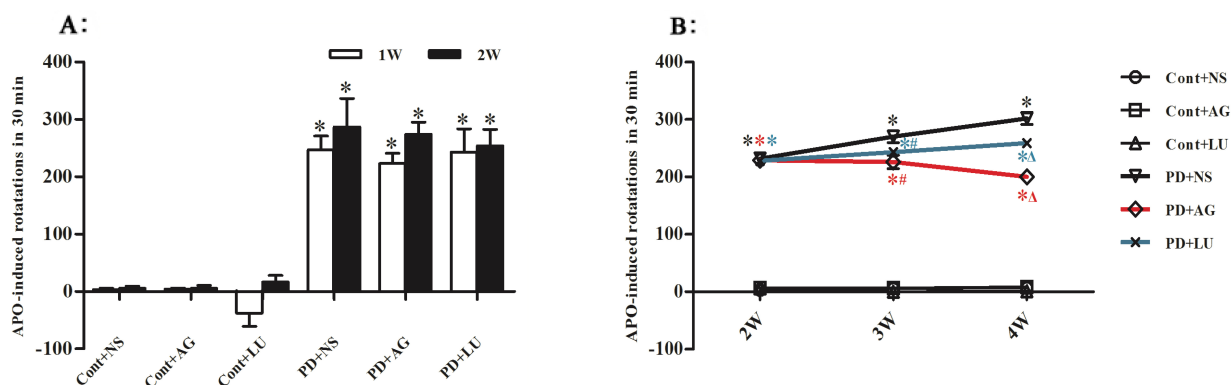 A:
1W 2W
APO-induced rotatations in 30 min
400
300
200
100
0
-100
* * * * * *
Cont+NS
Cont+AG
Cont+LU
PD+NS
PD+AG
PD+LU
B:
APO-induced rotatations in 30 min
400
300
200
100
0
-100
***
*
*#
*#
*
*Δ
*Δ
2W
3W
4W
Cont+NS
Cont+AG
Cont+LU
PD+NS
PD+AG
PD+LU